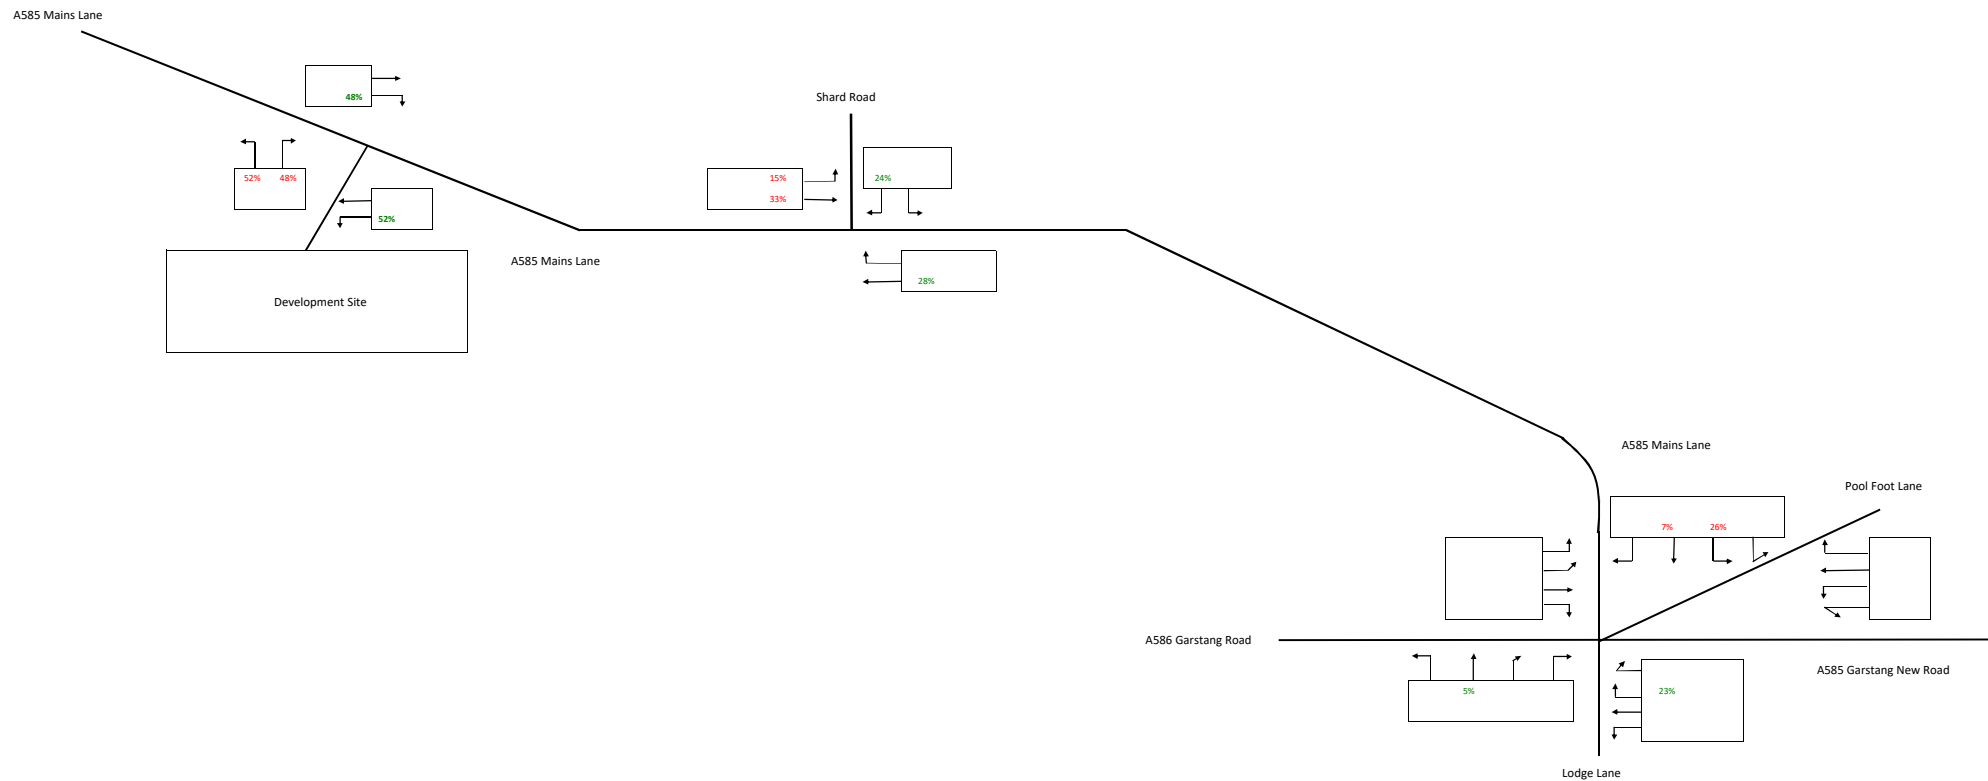 A585 Mains Lane
48%
Shard Road
52% 48%
15%
24%
33%
52%
A585 Mains Lane
28%
Development Site
A585 Mains Lane
Pool Foot Lane
7% 26%
A586 Garstang Road
A585 Garstang New Road
5%
23%
Lodge Lane